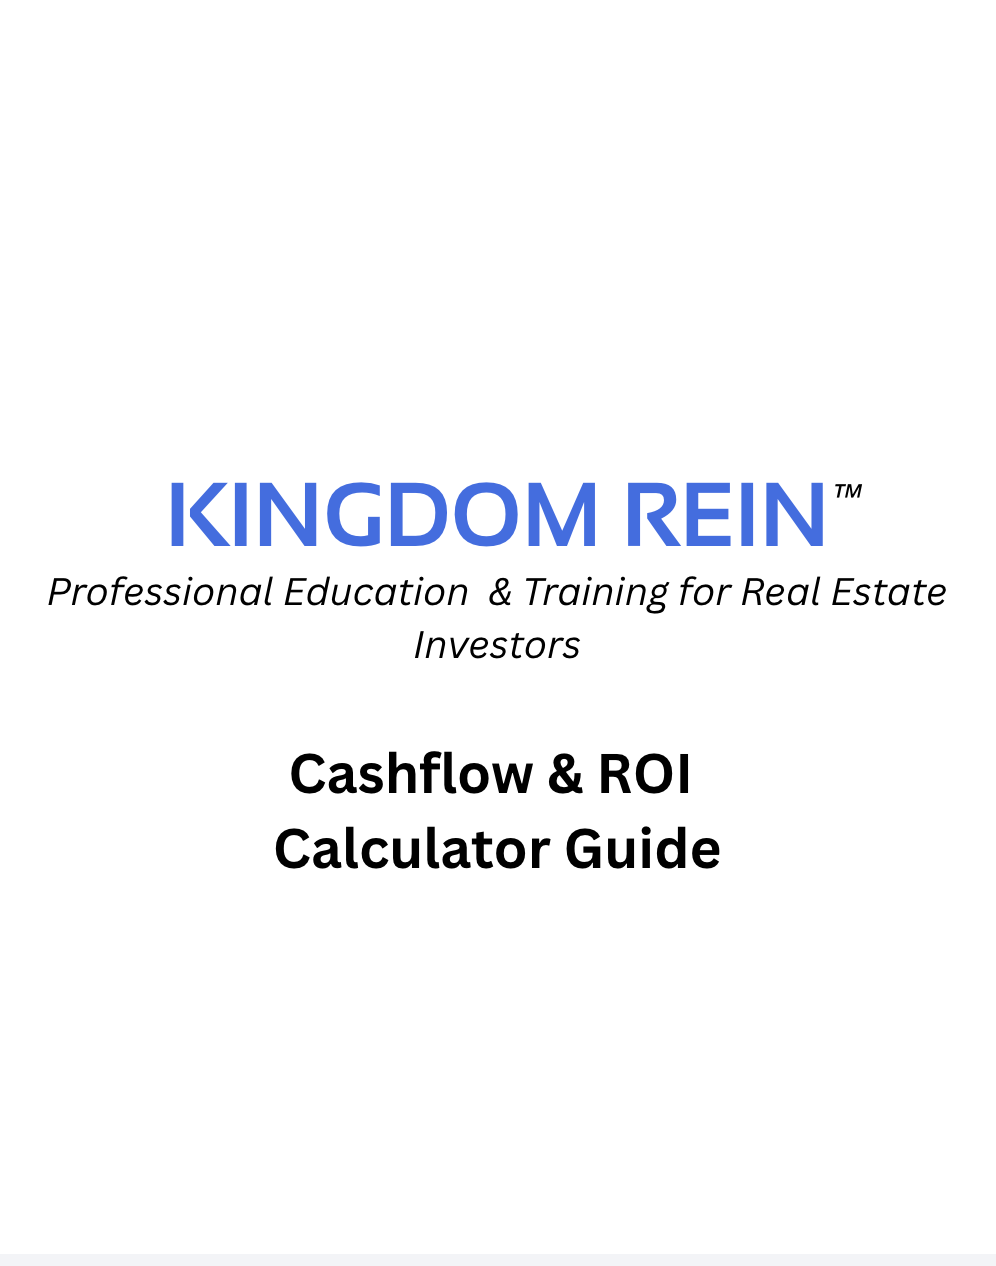 KINGDOM REIN™
Professional Education & Training for Real Estate
Investors
Cashflow & ROI
Calculator Guide